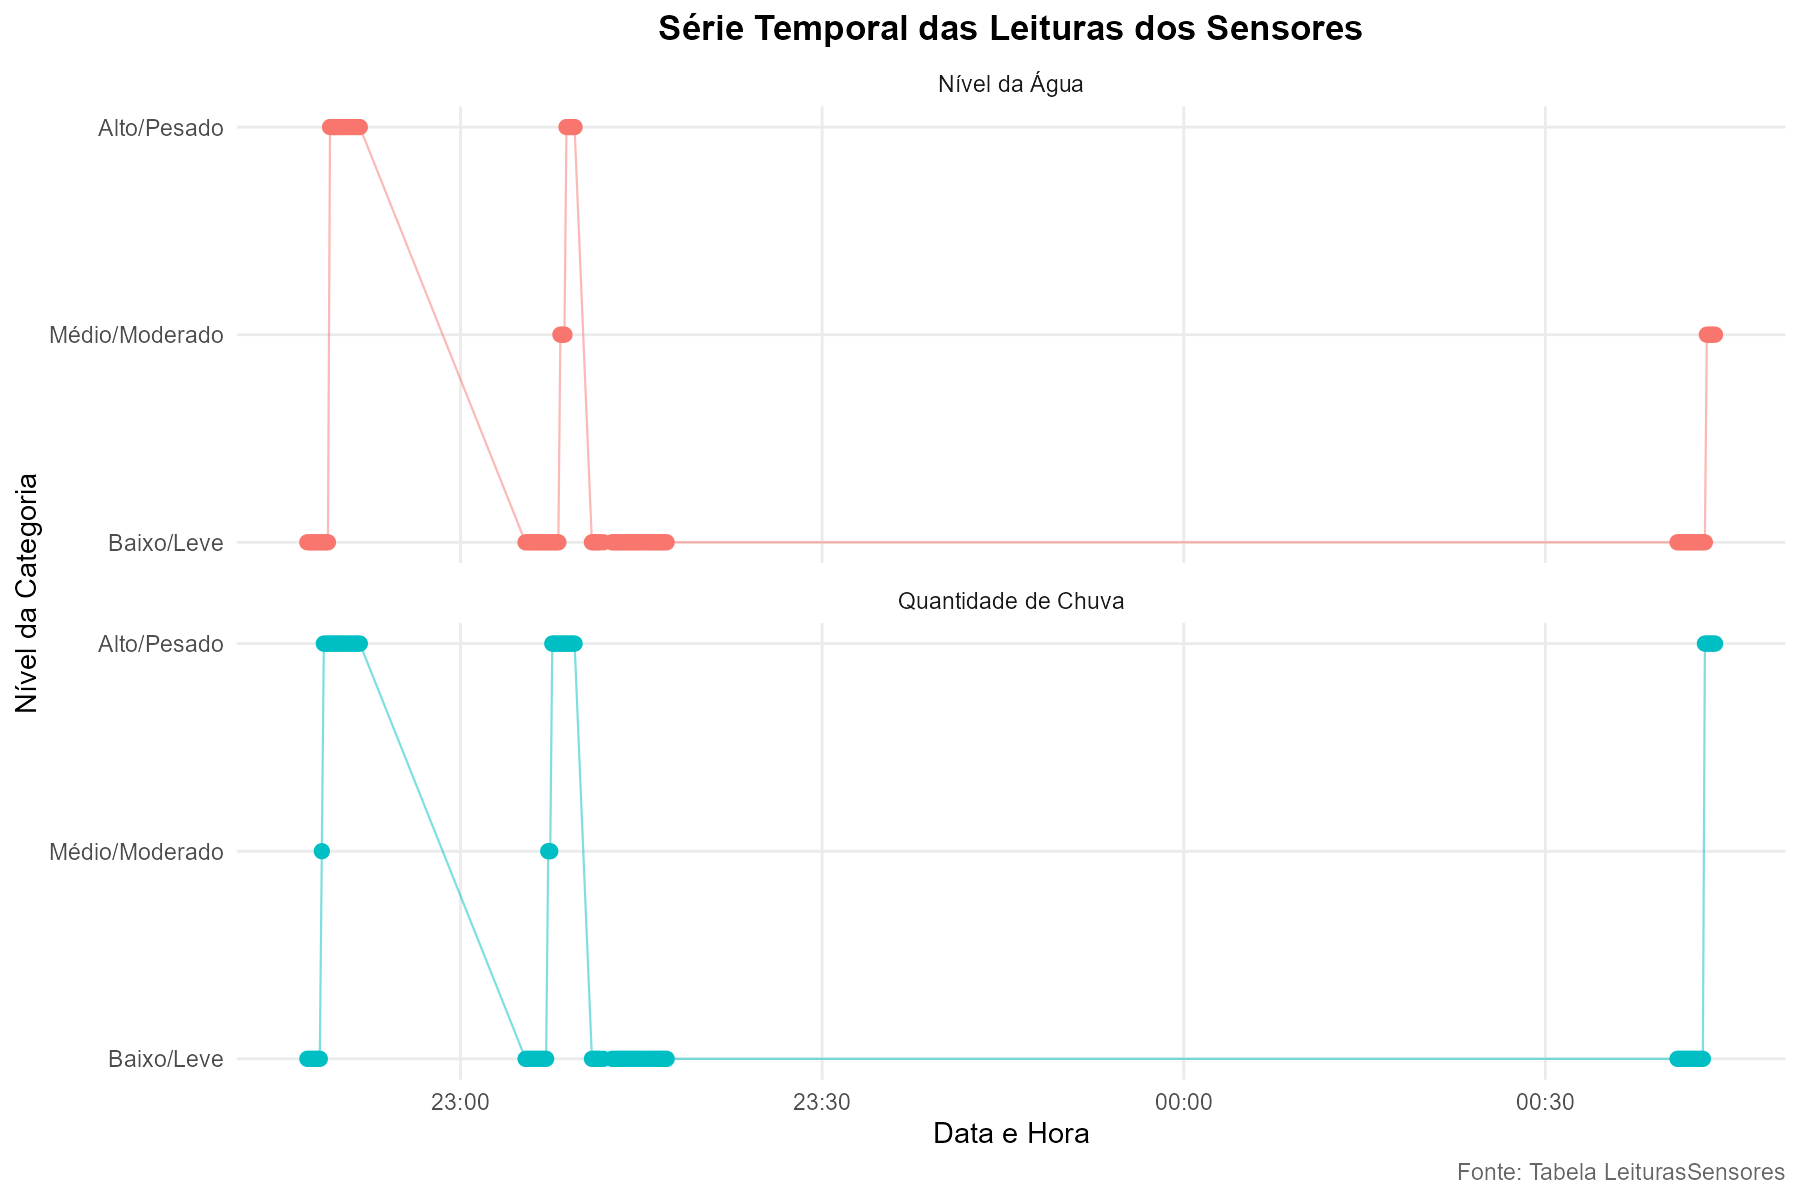 Série Temporal das Leituras dos Sensores
Nível da Água
Alto/Pesado
Médio/Moderado
Baixo/Leve
Nível da Categoria
Quantidade de Chuva
Alto/Pesado
Médio/Moderado
Baixo/Leve
23:00 23:30 00:00 00:30
Data e Hora
Fonte: Tabela LeiturasSensores